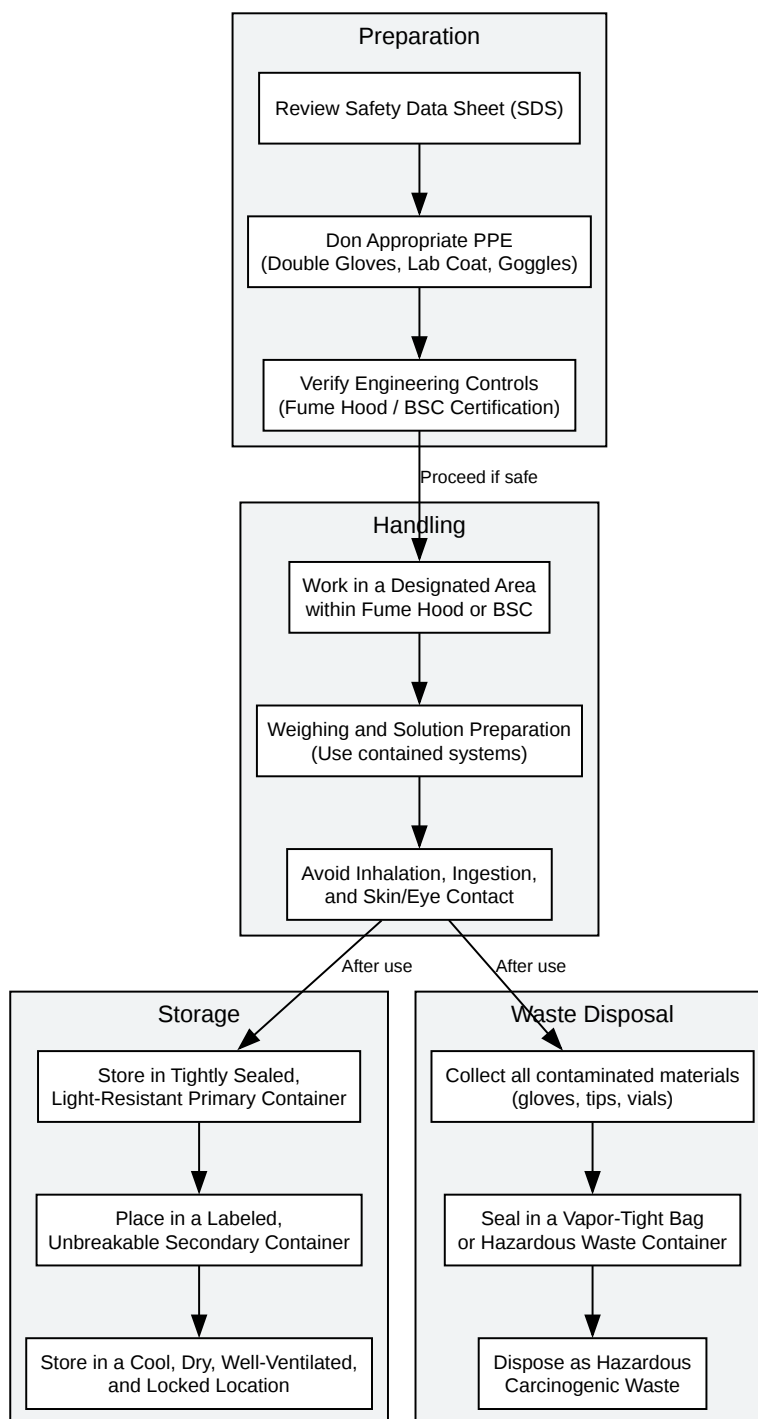 Preparation
Review Safety Data Sheet (SDS)
Don Appropriate PPE
(Double Gloves, Lab Coat, Goggles)
Verify Engineering Controls
(Fume Hood / BSC Certification)
Proceed if safe
Handling
Work in a Designated Area
within Fume Hood or BSC
Weighing and Solution Preparation
(Use contained systems)
Avoid Inhalation, Ingestion,
and Skin/Eye Contact
After use
After use
Storage
Store in Tightly Sealed,
Light-Resistant Primary Container
Place in a Labeled,
Unbreakable Secondary Container
Store in a Cool, Dry, Well-Ventilated,
and Locked Location
Waste Disposal
Collect all contaminated materials
(gloves, tips, vials)
Seal in a Vapor-Tight Bag
or Hazardous Waste Container
Dispose as Hazardous
Carcinogenic Waste